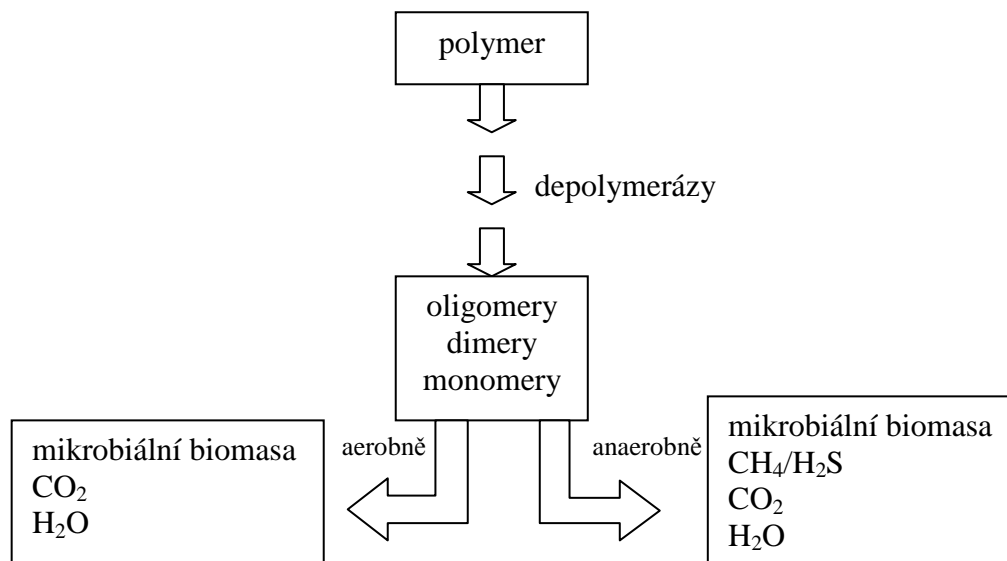 polymer
depolymerázy
oligomery
dimery
monomery
aerobně
anaerobně
mikrobiální biomasa
CO₂
H₂O
mikrobiální biomasa
CH₄/H₂S
CO₂
H₂O